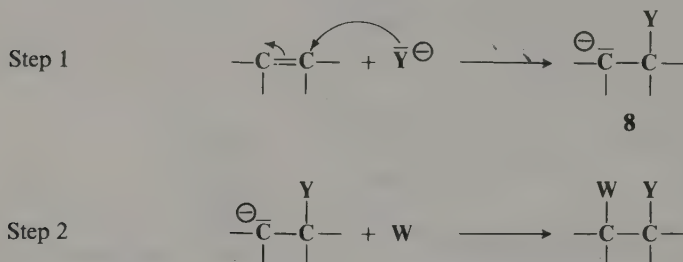 Y
Step 1 —C=C— + Y⊖ ⟶ ⊖ —C—C—
8
Y W Y
Step 2 ⊖ —C—C— + W ⟶ —C—C—